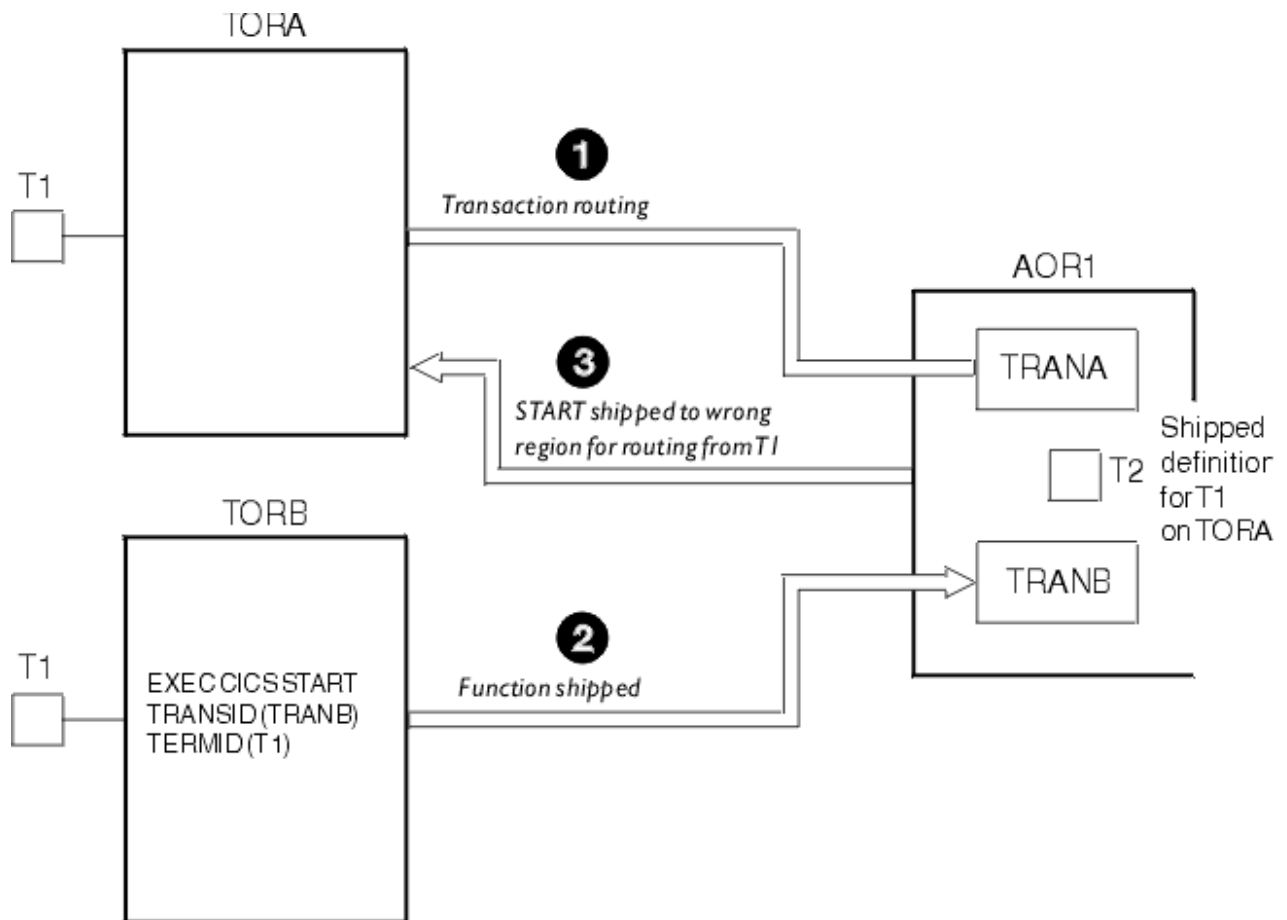 TORA
1
T1
Transaction routing
AOR1
TRANA
3
START shipped to wrong
region for routing from T1
Shipped
T2 definition
for T1
on TORA
TORB
TRANB
2
T1
EXEC CICS START
TRANSID (TRANB)
TERMID (T1)
Function shipped